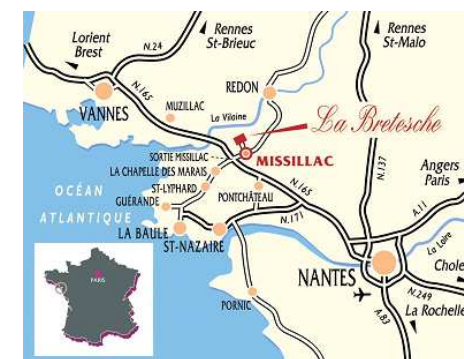 Lorient
Brest
N.24
Rennes
St-Brieuc
Rennes
St-Malo
N.165
VANNES
MUZILLAC
REDON
La Vilaine
La Bretesche
SORTIE MISSILLAC
MISSILLAC
N.137
LA CHAPELLE DES MARAIS
ST-LYPHARD
PONTCHÂTEAU
N.165
Angers
Paris
GUÉRANDE
OCÉAN
ATLANTIQUE
N.171
A.11
LA BAULE
ST-NAZAIRE
La Loire
NANTES
Chole
PARIS
PORNIC
N.249
La Rochelle
A.83